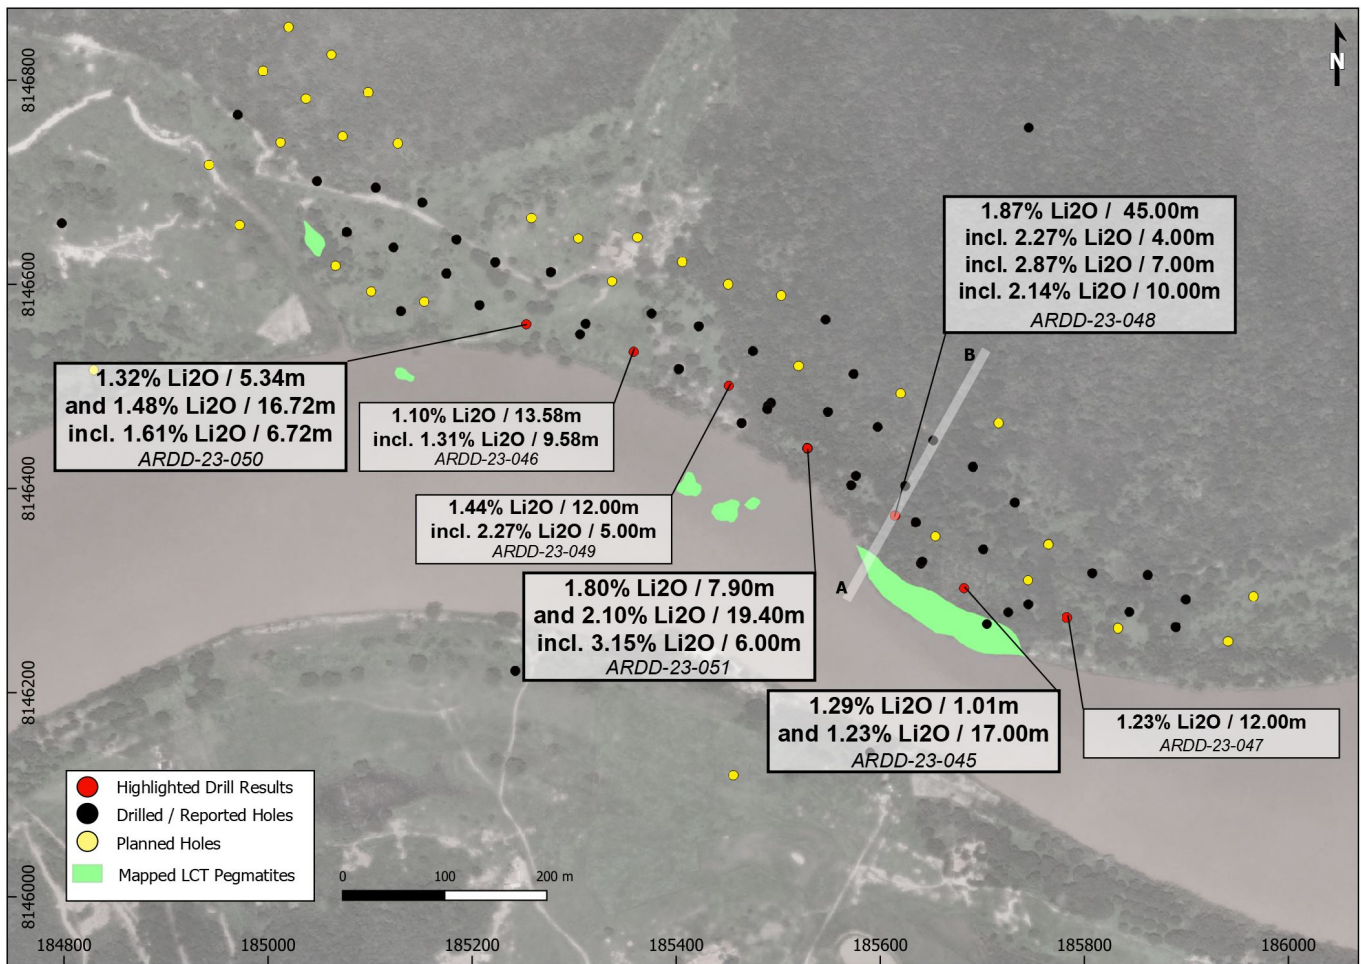 N
8146800
8146600
8146400
8146200
8146000
1.87% Li2O / 45.00m
incl. 2.27% Li2O / 4.00m
incl. 2.87% Li2O / 7.00m
incl. 2.14% Li2O / 10.00m
ARDD-23-048
B
A
1.32% Li2O / 5.34m
and 1.48% Li2O / 16.72m
incl. 1.61% Li2O / 6.72m
ARDD-23-050
1.10% Li2O / 13.58m
incl. 1.31% Li2O / 9.58m
ARDD-23-046
1.44% Li2O / 12.00m
incl. 2.27% Li2O / 5.00m
ARDD-23-049
1.80% Li2O / 7.90m
and 2.10% Li2O / 19.40m
incl. 3.15% Li2O / 6.00m
ARDD-23-051
1.29% Li2O / 1.01m
and 1.23% Li2O / 17.00m
ARDD-23-045
1.23% Li2O / 12.00m
ARDD-23-047
Highlighted Drill Results
Drilled / Reported Holes
Planned Holes
Mapped LCT Pegmatites
0 100 200 m
184800 185000 185200 185400 185600 185800 186000